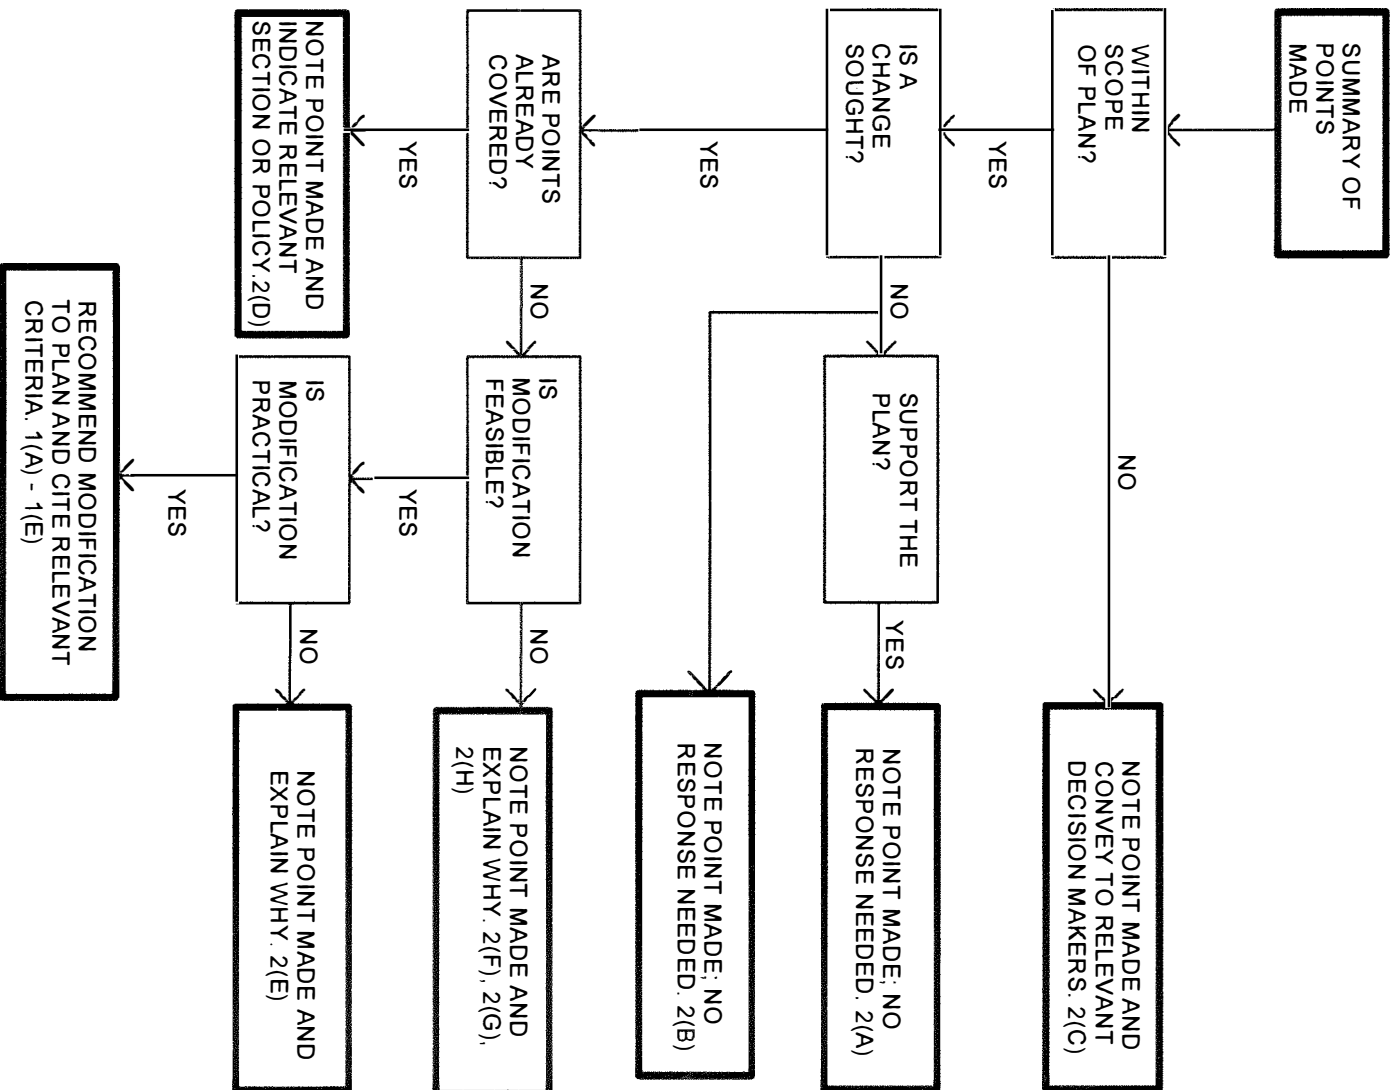 SUMMARY OF
POINTS
MADE
WITHIN
SCOPE
OF PLAN?
NO
NOTE POINT MADE AND
CONVEY TO RELEVANT
DECISION MAKERS. 2(C)
YES
IS A
CHANGE
SOUGHT?
NO
SUPPORT THE
PLAN?
YES
NOTE POINT MADE; NO
RESPONSE NEEDED. 2(A)
NOTE POINT MADE; NO
RESPONSE NEEDED. 2(B)
YES
ARE POINTS
ALREADY
COVERED?
NO
IS
MODIFICATION
FEASIBLE?
NO
NOTE POINT MADE AND
EXPLAIN WHY. 2(F), 2(G),
2(H)
YES
YES
NOTE POINT MADE AND
INDICATE RELEVANT
SECTION OR POLICY.2(D)
IS
MODIFICATION
PRACTICAL?
NO
NOTE POINT MADE AND
EXPLAIN WHY. 2(E)
YES
RECOMMEND MODIFICATION
TO PLAN AND CITE RELEVANT
CRITERIA. 1(A) - 1(E)